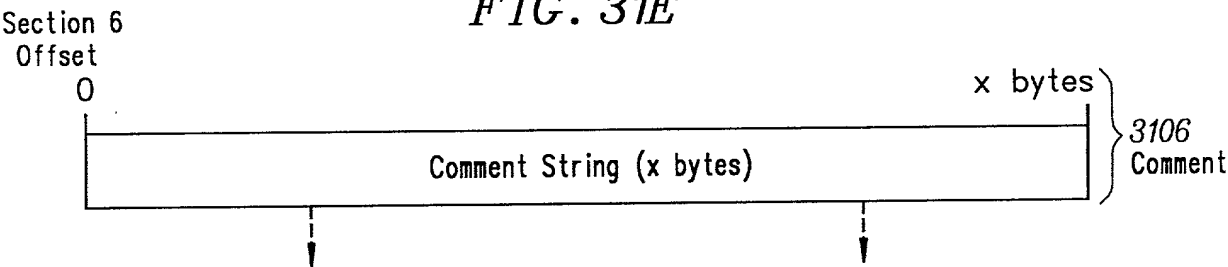 FIG. 31E
Section 6
Offset
0
x bytes
Comment String (x bytes)
3106
Comment